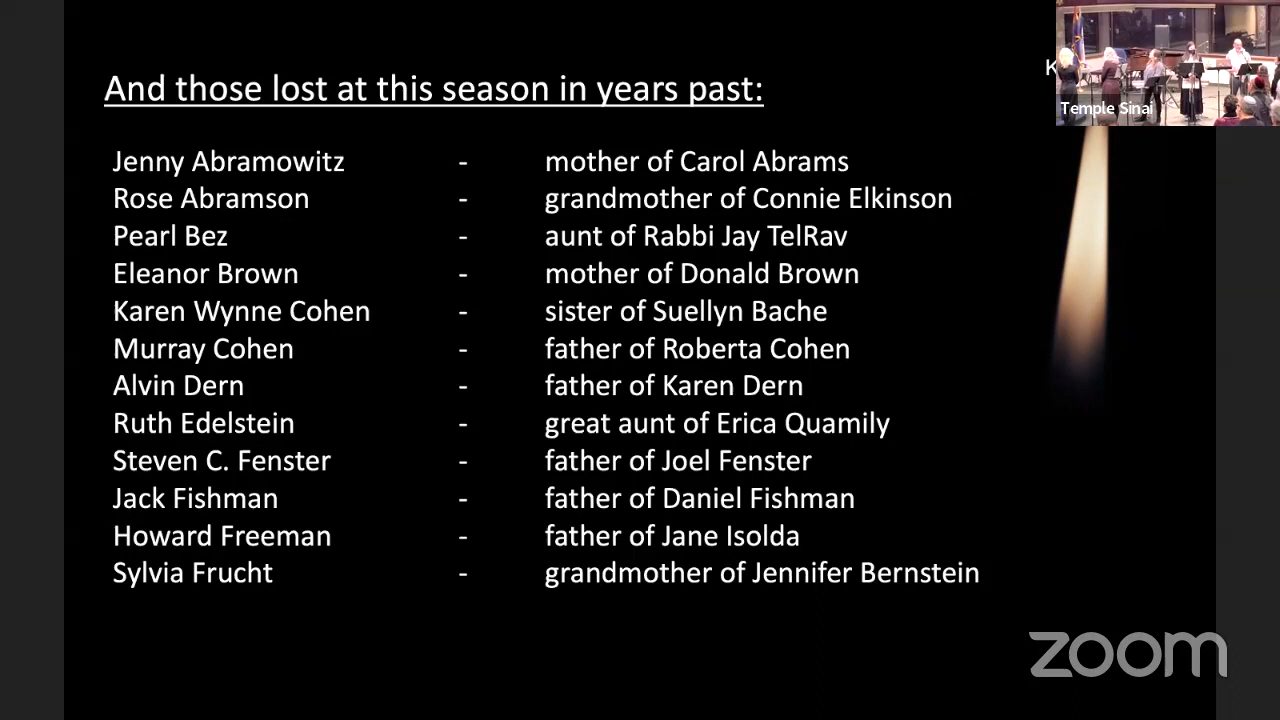 And those lost at this season in years past:
K
Temple Sinai
Jenny Abramowitz - mother of Carol Abrams
Rose Abramson - grandmother of Connie Elkinson
Pearl Bez - aunt of Rabbi Jay TelRav
Eleanor Brown - mother of Donald Brown
Karen Wynne Cohen - sister of Suellyn Bache
Murray Cohen - father of Roberta Cohen
Alvin Dern - father of Karen Dern
Ruth Edelstein - great aunt of Erica Quamily
Steven C. Fenster - father of Joel Fenster
Jack Fishman - father of Daniel Fishman
Howard Freeman - father of Jane Isolda
Sylvia Frucht - grandmother of Jennifer Bernstein
zoom